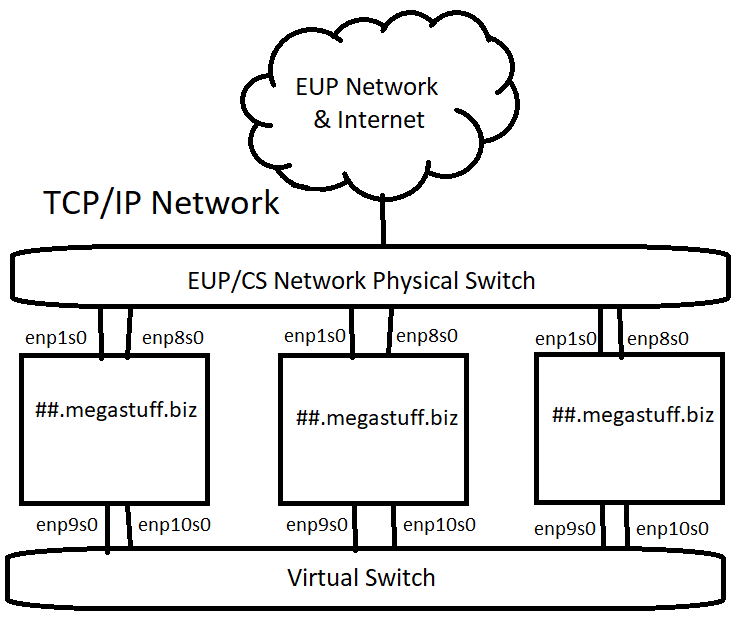 EUP Network
& Internet
TCP/IP Network
EUP/CS Network Physical Switch
enp1s0 enp8s0 enp1s0 enp8s0 enp1s0 enp8s0
##.megastuff.biz ##.megastuff.biz ##.megastuff.biz
enp9s0 enp10s0 enp9s0 enp10s0 enp9s0 enp10s0
Virtual Switch